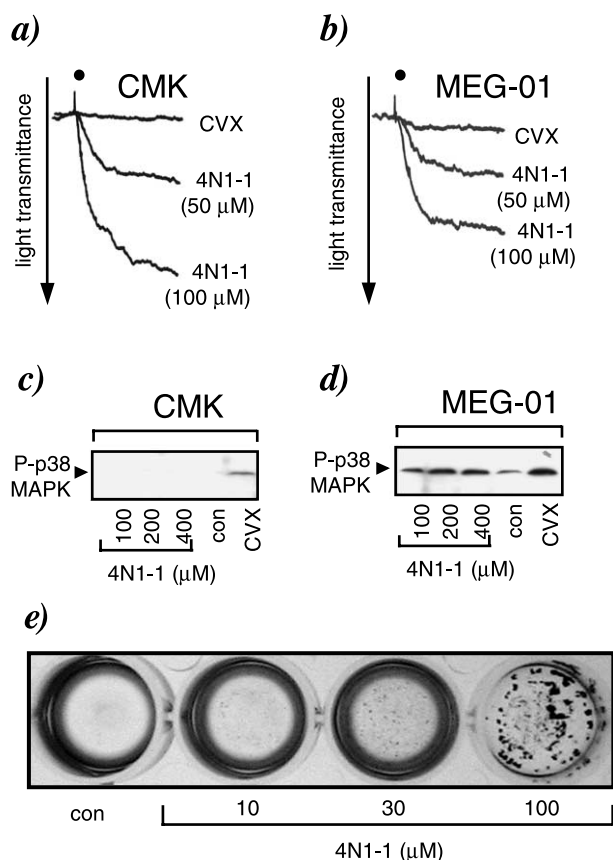 a)
CMK
light transmittance
CVX
4N1-1
(50 µM)
4N1-1
(100 µM)
b)
MEG-01
light transmittance
CVX
4N1-1
(50 µM)
4N1-1
(100 µM)
c)
CMK
P-p38
MAPK
100 200 400 con CVX
4N1-1 (µM)
d)
MEG-01
P-p38
MAPK
100 200 400 con CVX
4N1-1 (µM)
e)
con 10 30 100
4N1-1 (µM)